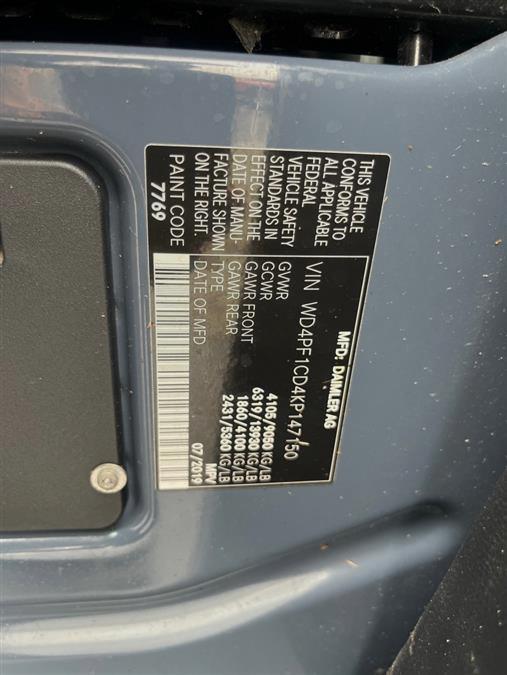 MFD: DAIMLER AG
VIN WD4PF1CD4KP147150
GVWR 4105/9050 KG/LB
GCWR 6319/13930 KG/LB
GAWR FRONT 1860/4100 KG/LB
GAWR REAR 2431/5360 KG/LB
TYPE MPV
DATE OF MFD 07/2019
THIS VEHICLE
CONFORMS TO
ALL APPLICABLE
FEDERAL
VEHICLE SAFETY
STANDARDS IN
EFFECT ON THE
DATE OF MANU-
FACTURE SHOWN
ON THE RIGHT.
PAINT CODE
7769